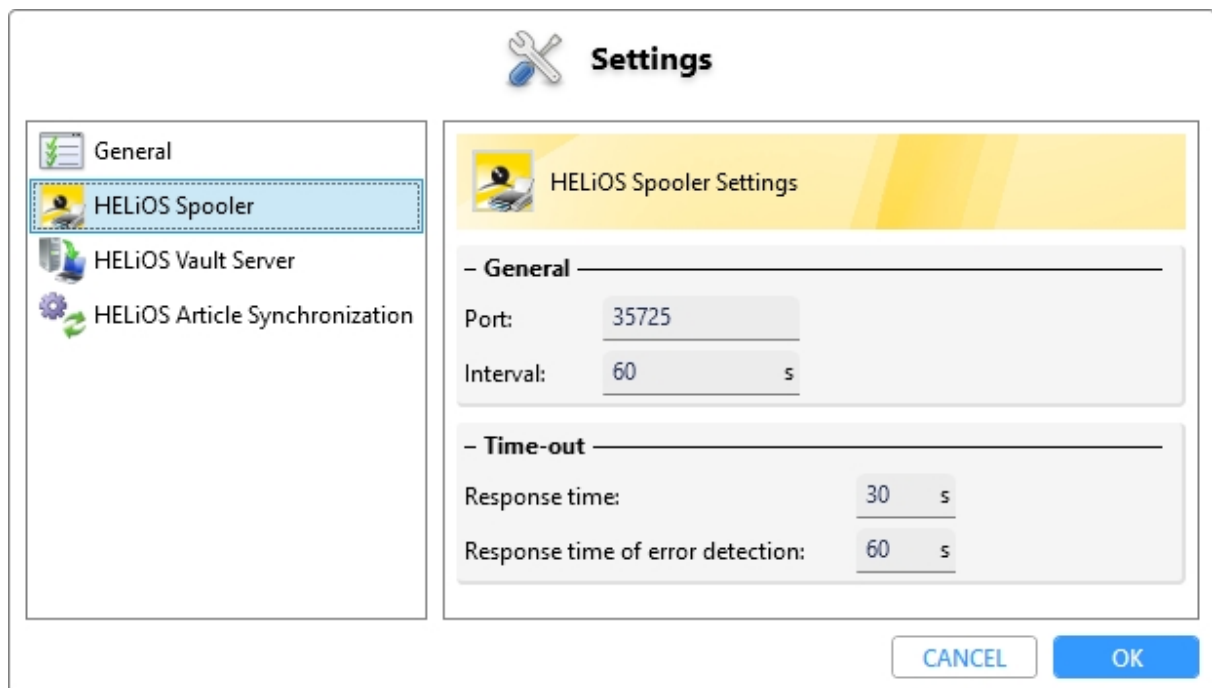 Settings
General
HELiOS Spooler
HELiOS Vault Server
HELiOS Article Synchronization
HELiOS Spooler Settings
– General
Port: 35725
Interval: 60 s
– Time-out
Response time: 30 s
Response time of error detection: 60 s
CANCEL OK